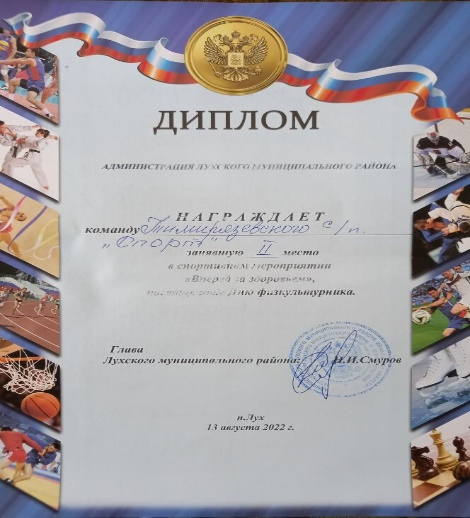 ДИПЛОМ
АДМИНИСТРАЦИЯ ЛУХСКОГО МУНИЦИПАЛЬНОГО РАЙОНА
НАГРАЖДАЕТ
команду Тимирязевского с/п.
„Спорт"
занявшую II место
в спортивном мероприятии
«Вперед за здоровьем»,
посвященное Дню физкультурника.
Глава
Лухского муниципального района: Н.И.Смуров
п.Лух
13 августа 2022 г.